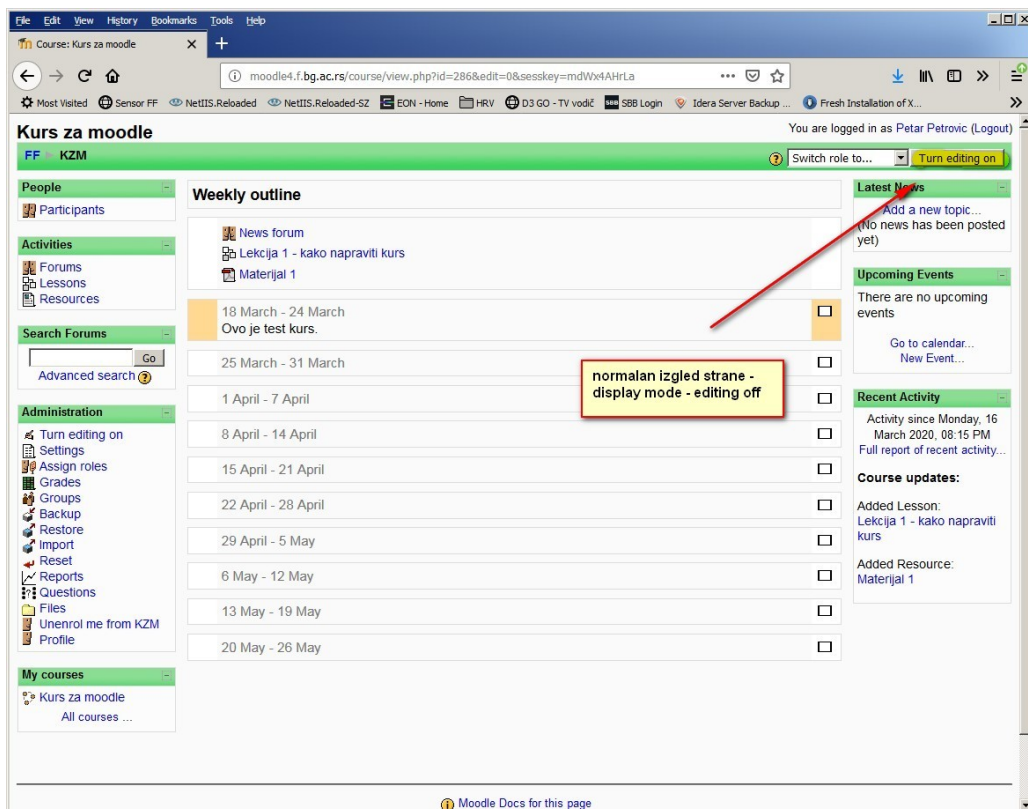 File Edit View History Bookmarks Tools Help
Course: Kurs za moodle
moodle4.f.bg.ac.rs/course/view.php?id=286&edit=0&sesskey=mdWx4AHrLa
Most Visited Sensor FF NetIIS.Reloaded NetIIS.Reloaded-SZ EON - Home HRV D3 GO - TV vodič SBB Login Idera Server Backup ... Fresh Installation of X...
Kurs za moodle
You are logged in as Petar Petrovic (Logout)
FF KZM
Switch role to... Turn editing on
People
Participants
Activities
Forums
Lessons
Resources
Search Forums
Go
Advanced search
Administration
Turn editing on
Settings
Assign roles
Grades
Groups
Backup
Restore
Import
Reset
Reports
Questions
Files
Unenrol me from KZM
Profile
My courses
Kurs za moodle
All courses ...
Weekly outline
News forum
Lekcija 1 - kako napraviti kurs
Materijal 1
18 March - 24 March
Ovo je test kurs.
25 March - 31 March
1 April - 7 April
8 April - 14 April
15 April - 21 April
22 April - 28 April
29 April - 5 May
6 May - 12 May
13 May - 19 May
20 May - 26 May
normalan izgled strane -
display mode - editing off
Latest News
Add a new topic...
(No news has been posted
yet)
Upcoming Events
There are no upcoming
events
Go to calendar...
New Event...
Recent Activity
Activity since Monday, 16
March 2020, 08:15 PM
Full report of recent activity...
Course updates:
Added Lesson:
Lekcija 1 - kako napraviti
kurs
Added Resource:
Materijal 1
Moodle Docs for this page